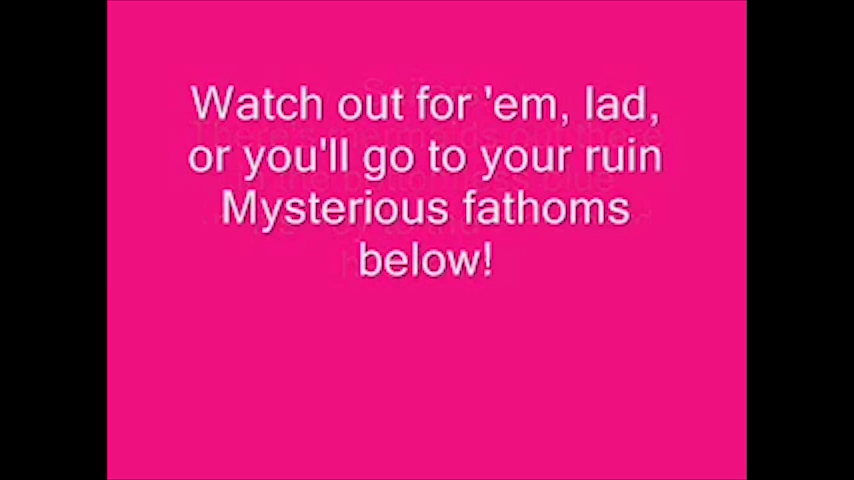 Watch out for 'em, lad,
or you'll go to your ruin
Mysterious fathoms
below!